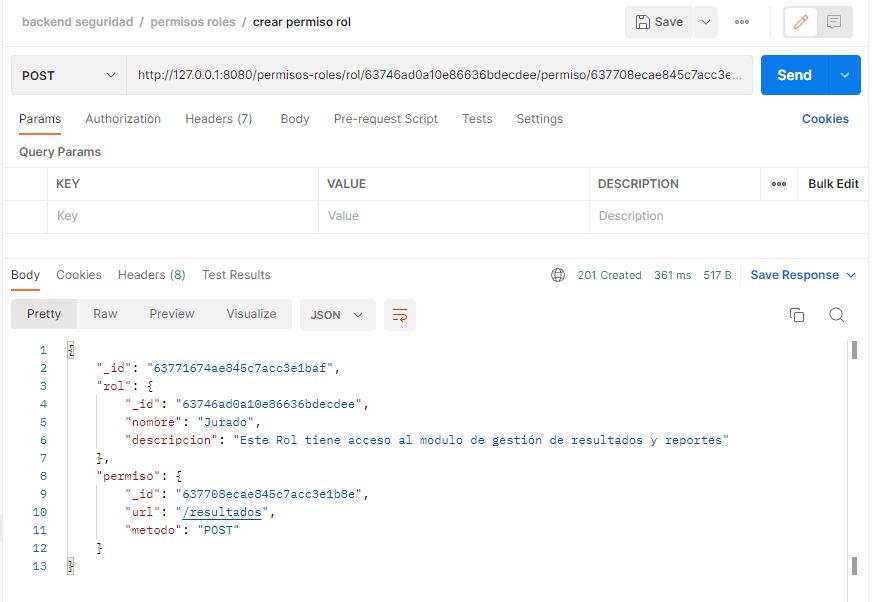 backend seguridad / permisos roles / crear permiso rol
Save
POST
http://127.0.0.1:8080/permisos-roles/rol/63746ad0a10e86636bdecdee/permiso/637708ecae845c7acc3e...
Send
Params Authorization Headers (7) Body Pre-request Script Tests Settings Cookies
Query Params
KEY VALUE DESCRIPTION Bulk Edit
Key Value Description
Body Cookies Headers (8) Test Results 201 Created 361 ms 517 B Save Response
Pretty Raw Preview Visualize JSON
1 {
2 "_id": "63771674ae845c7acc3e1baf",
3 "rol": {
4 "_id": "63746ad0a10e86636bdecdee",
5 "nombre": "Jurado",
6 "descripcion": "Este Rol tiene acceso al modulo de gestión de resultados y reportes"
7 },
8 "permiso": {
9 "_id": "637708ecae845c7acc3e1b8e",
10 "url": "/resultados",
11 "metodo": "POST"
12 }
13 }